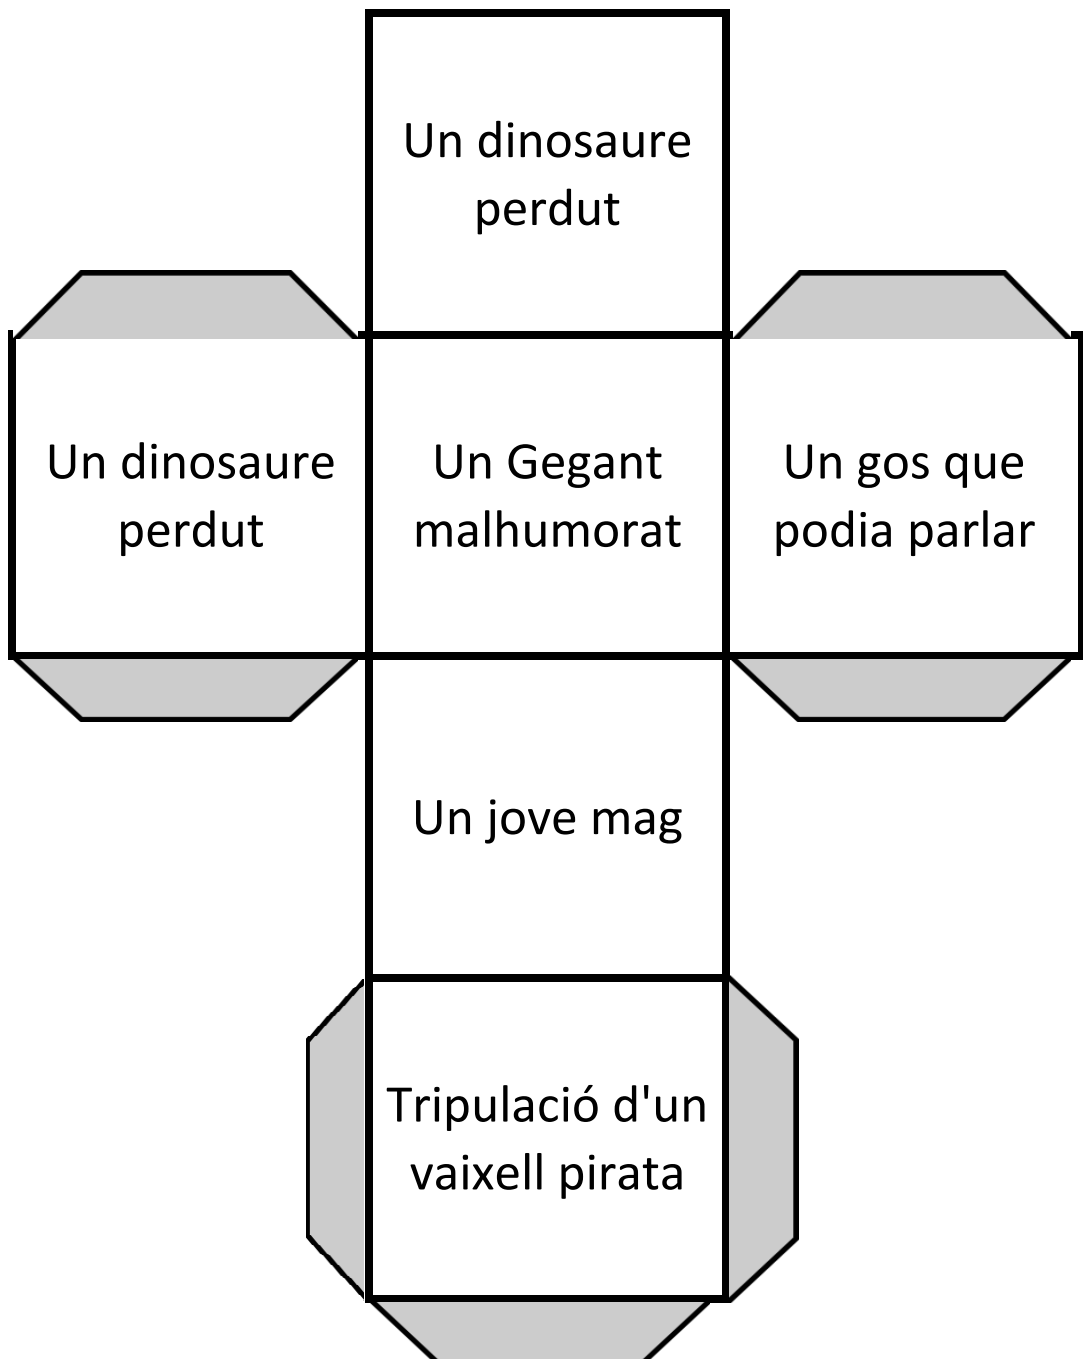 Un dinosaure
perdut
Un dinosaure
perdut
Un Gegant
malhumorat
Un gos que
podia parlar
Un jove mag
Tripulació d'un
vaixell pirata